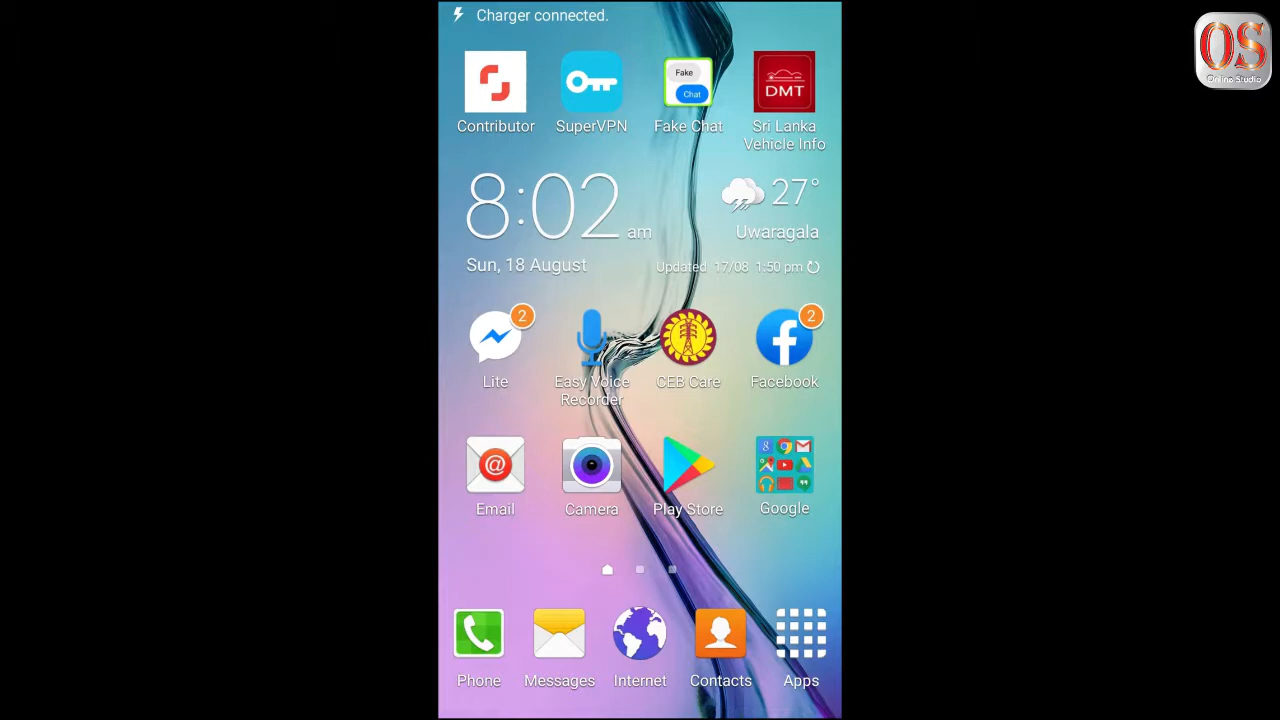 Charger connected.
OS
Online Studio
Fake
Chat
DMT
Contributor
SuperVPN
Fake Chat
Sri Lanka
Vehicle Info
8:02 am
27°
Uwaragala
Sun, 18 August
Updated 17/08 1:50 pm
2
2
Lite
Easy Voice
Recorder
CEB Care
Facebook
@
8
Email
Camera
Play Store
Google
Phone
Messages
Internet
Contacts
Apps